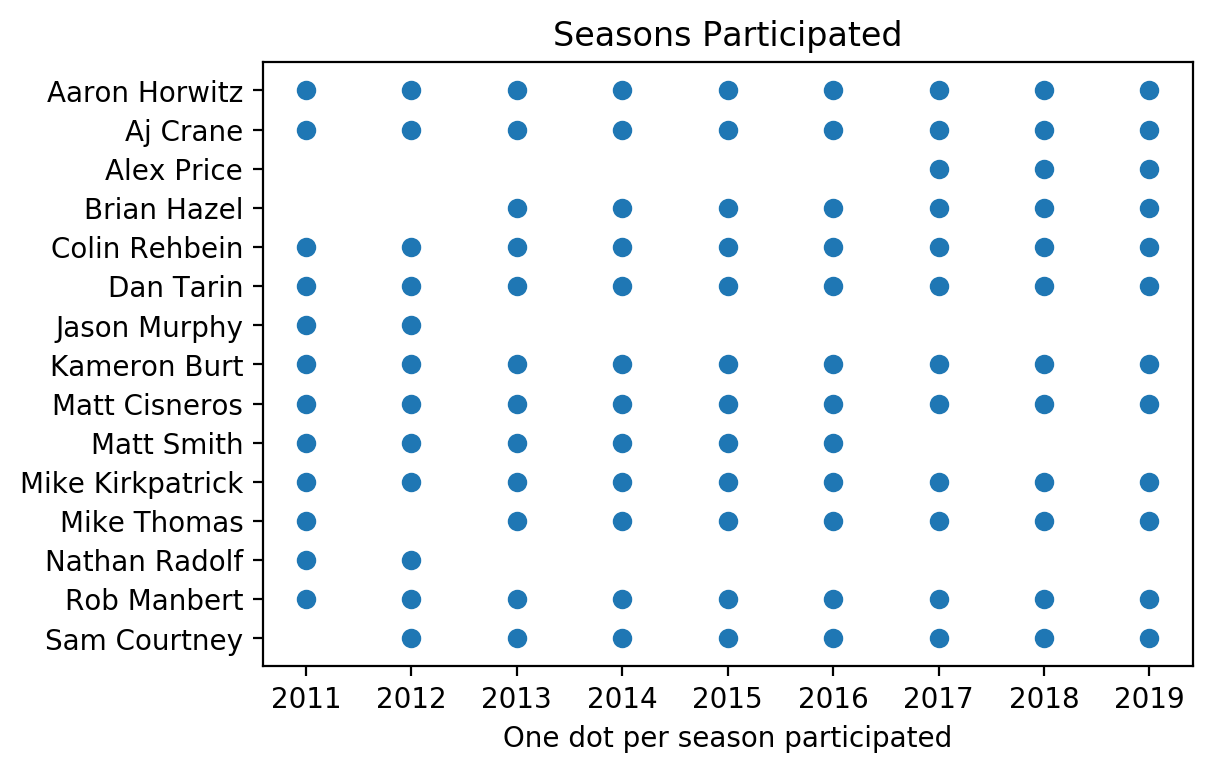 Seasons Participated
Aaron Horwitz
Aj Crane
Alex Price
Brian Hazel
Colin Rehbein
Dan Tarin
Jason Murphy
Kameron Burt
Matt Cisneros
Matt Smith
Mike Kirkpatrick
Mike Thomas
Nathan Radolf
Rob Manbert
Sam Courtney
2011 2012 2013 2014 2015 2016 2017 2018 2019
One dot per season participated